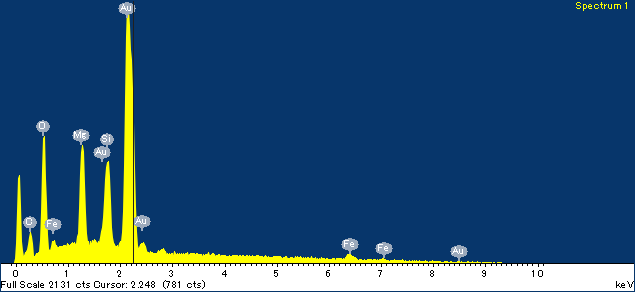 Spectrum 1
Au
O
Mg
Si
Au
C
Fe
Au
Fe
Fe
Au
0 1 2 3 4 5 6 7 8 9 10
Full Scale 2131 cts Cursor: 2.248 (781 cts) keV